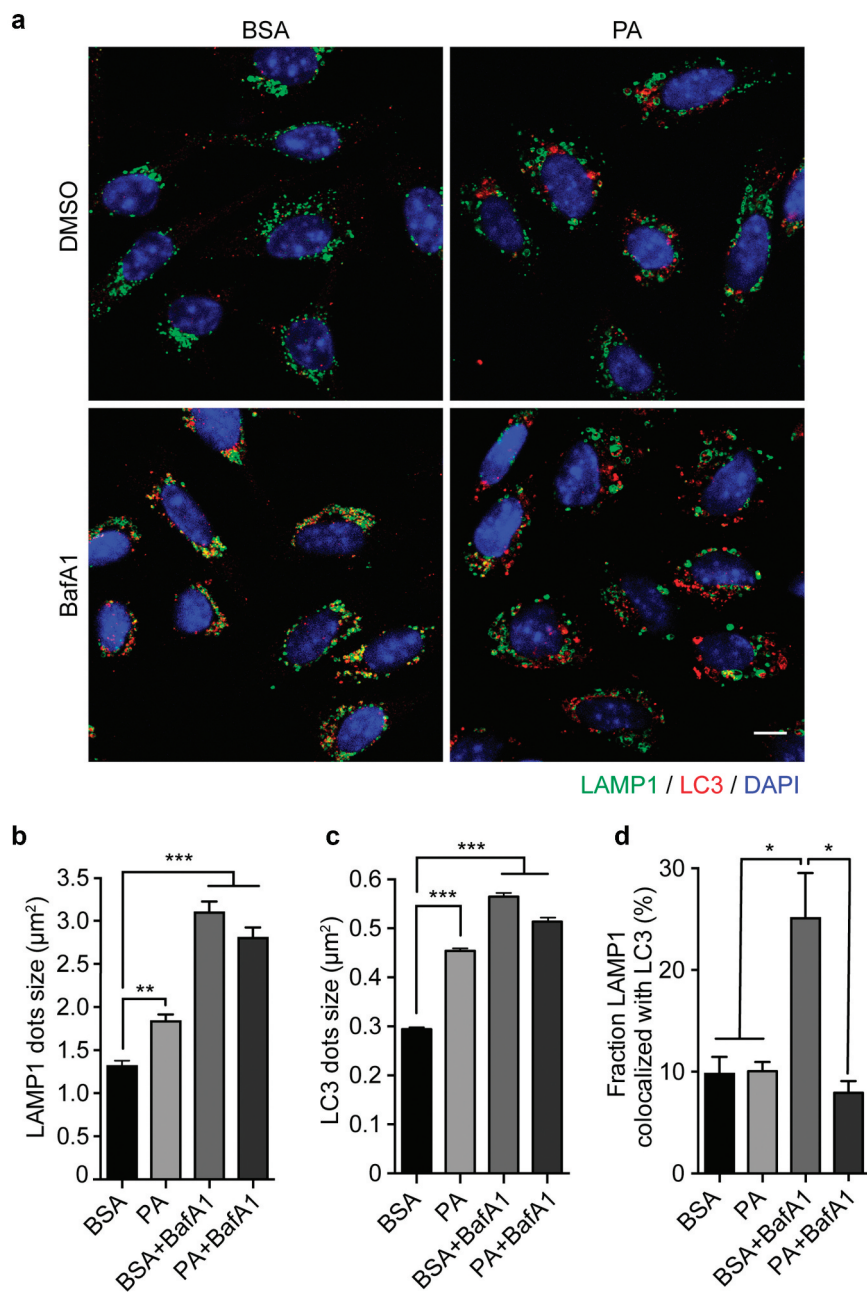 a
BSA
PA
DMSO
BafA1
LAMP1 / LC3 / DAPI
b
LAMP1 dots size (µm²)
3.5
3.0
2.5
2.0
1.5
1.0
0.5
0
***
**
BSA
PA
BSA+BafA1
PA+BafA1
c
LC3 dots size (µm²)
0.6
0.5
0.4
0.3
0.2
0.1
0
***
***
BSA
PA
BSA+BafA1
PA+BafA1
d
Fraction LAMP1
colocalized with LC3 (%)
30
20
10
0
*
*
BSA
PA
BSA+BafA1
PA+BafA1